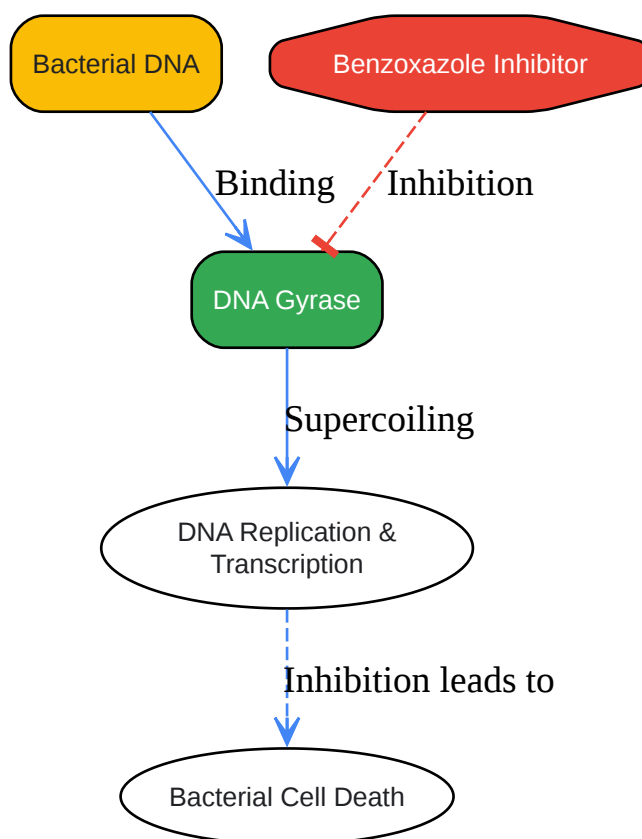 Bacterial DNA
Benzoxazole Inhibitor
Binding
Inhibition
DNA Gyrase
Supercoiling
DNA Replication &
Transcription
Inhibition leads to
Bacterial Cell Death